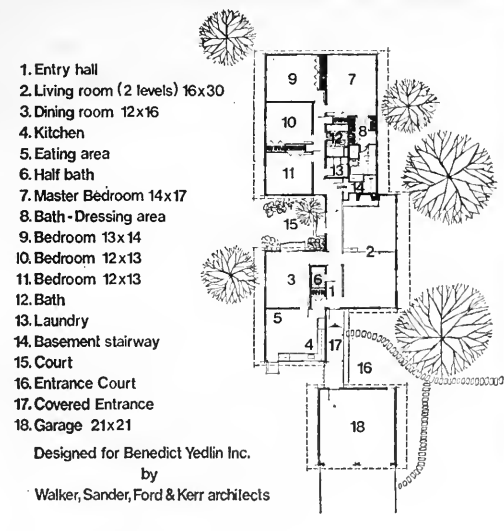 1. Entry hall
2. Living room (2 levels) 16x30
3. Dining room 12x16
4. Kitchen
5. Eating area
6. Half bath
7. Master Bedroom 14x17
8. Bath-Dressing area
9. Bedroom 13x14
10. Bedroom 12x13
11. Bedroom 12x13
12. Bath
13. Laundry
14. Basement stairway
15. Court
16. Entrance Court
17. Covered Entrance
18. Garage 21x21
Designed for Benedict Yedlin Inc.
by
Walker, Sander, Ford & Kerr architects
9
7
10
12
8
11
13
14
15
2
3
6
1
5
4
17
16
18